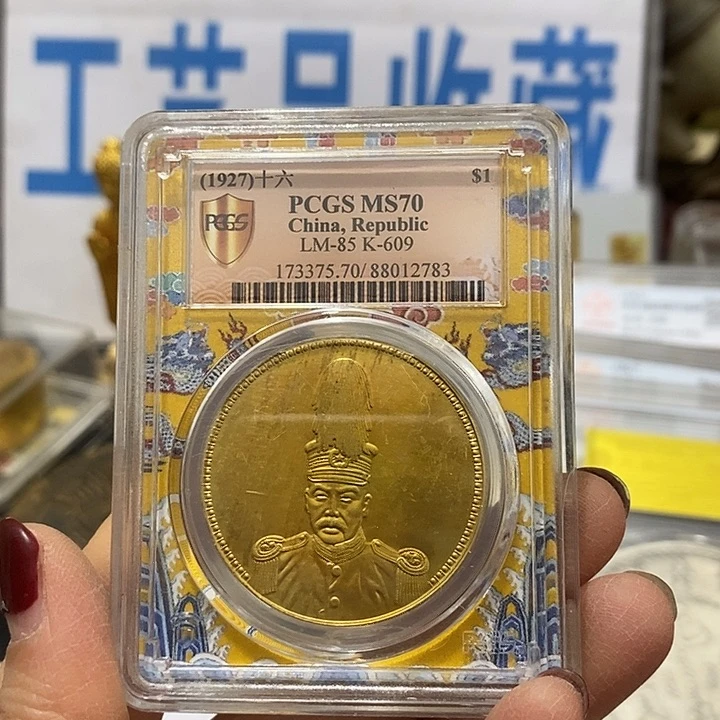 工艺品收藏
(1927)十六 $1
PCGS
PCGS MS70
China, Republic
LM-85 K-609
173375.70/88012783